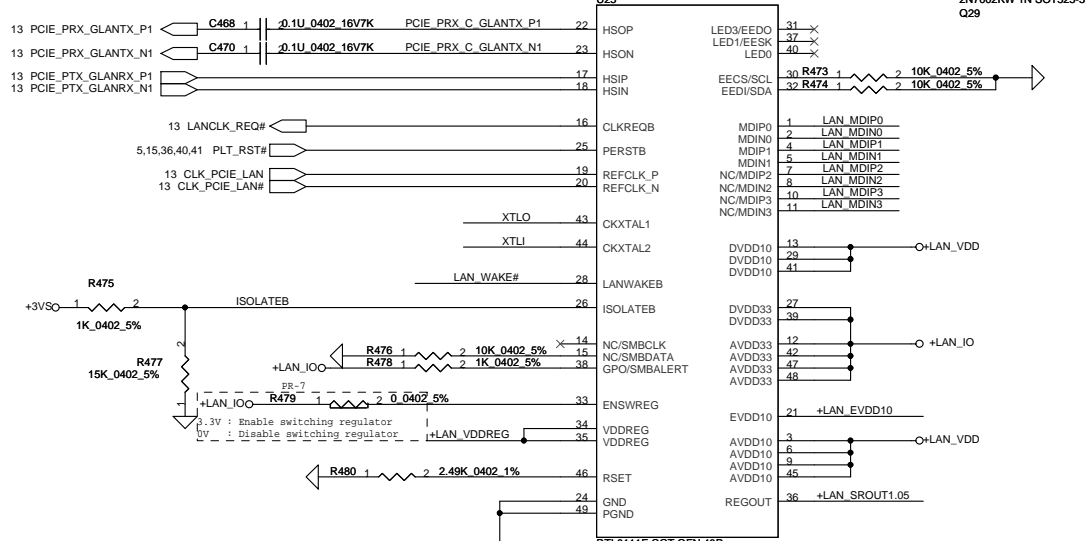 U25
2N7002KW 1N SOT323-3
Q29
13 PCIE_PRX_GLANTX_P1
C468 1 2 0.1U_0402_16V7K
PCIE_PRX_C_GLANTX_P1
22 HSOP
13 PCIE_PRX_GLANTX_N1
C470 1 2 0.1U_0402_16V7K
PCIE_PRX_C_GLANTX_N1
23 HSON
13 PCIE_PTX_GLANRX_P1
17 HSIP
13 PCIE_PTX_GLANRX_N1
18 HSIN
13 LANCLK_REQ#
16 CLKREQB
5,15,36,40,41 PLT_RST#
25 PERSTB
13 CLK_PCIE_LAN
19 REFCLK_P
13 CLK_PCIE_LAN#
20 REFCLK_N
XTLO
43 CKXTAL1
XTLI
44 CKXTAL2
LAN_WAKE#
28 LANWAKEB
+3VS
R475
1 2
1K_0402_5%
ISOLATEB
26 ISOLATEB
R477
15K_0402_5%
2
1
14 NC/SMBCLK
R476 1 2 10K_0402_5%
15 NC/SMBDATA
+LAN_IO
R478 1 2 1K_0402_5%
38 GPO/SMBALERT
PR-7
+LAN_IO
R479 1 2 0_0402_5%
33 ENSWREG
3.3V : Enable switching regulator
0V : Disable switching regulator
+LAN_VDDREG
34 VDDREG
35 VDDREG
R480 1 2 2.49K_0402_1%
46 RSET
24 GND
49 PGND
LED3/EEDO 31
LED1/EESK 37
LED0 40
EECS/SCL 30 R473 1 2 10K_0402_5%
EEDI/SDA 32 R474 1 2 10K_0402_5%
MDIP0 1 LAN_MDIP0
MDIN0 2 LAN_MDIN0
MDIP1 4 LAN_MDIP1
MDIN1 5 LAN_MDIN1
NC/MDIP2 7 LAN_MDIP2
NC/MDIN2 8 LAN_MDIN2
NC/MDIP3 10 LAN_MDIP3
NC/MDIN3 11 LAN_MDIN3
DVDD10 13 +LAN_VDD
DVDD10 29
DVDD10 41
DVDD33 27
DVDD33 39
AVDD33 12 +LAN_IO
AVDD33 42
AVDD33 47
AVDD33 48
EVDD10 21 +LAN_EVDD10
AVDD10 3 +LAN_VDD
AVDD10 6
AVDD10 9
AVDD10 45
REGOUT 36 +LAN_SROUT1.05